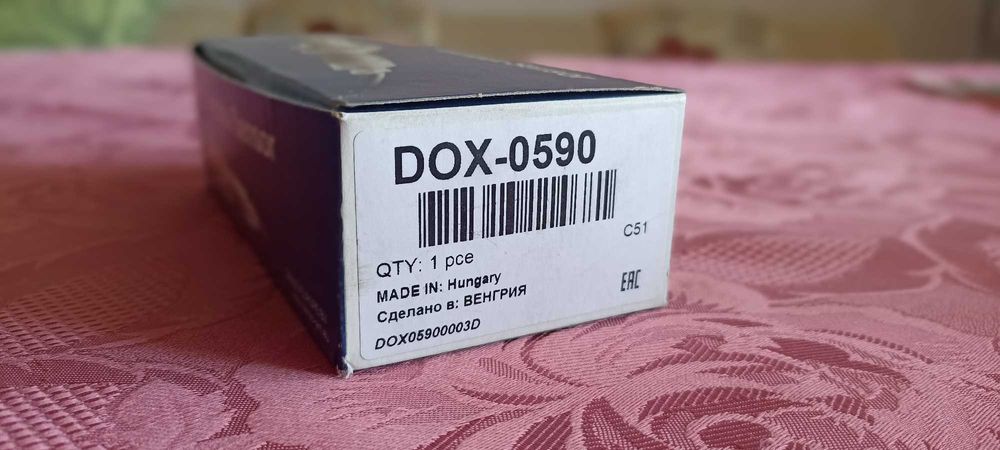 DOX-0590
C51
QTY: 1 pce
MADE IN: Hungary
Сделано в: ВЕНГРИЯ
EAC
DOX05900003D